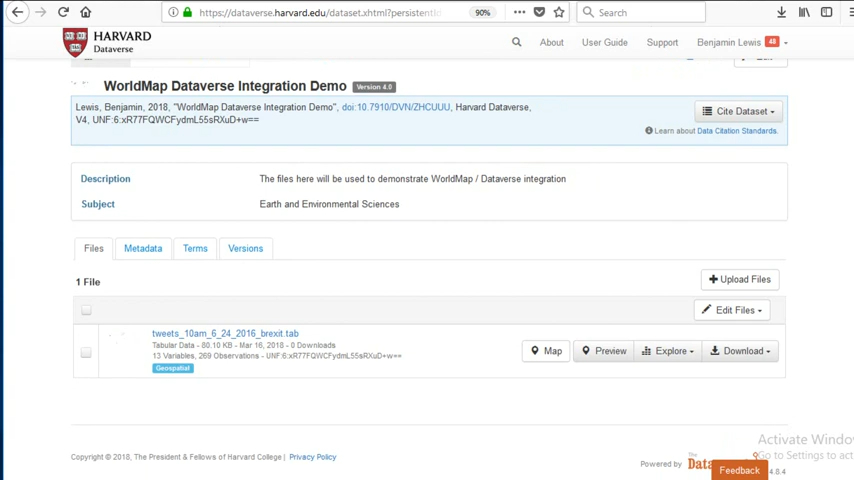 https://dataverse.harvard.edu/dataset.xhtml?persistentId
90%
Search
HARVARD
Dataverse
About
User Guide
Support
Benjamin Lewis 48
WorldMap Dataverse Integration Demo Version 4.0
Lewis, Benjamin, 2018, "WorldMap Dataverse Integration Demo", doi:10.7910/DVN/ZHCUUU, Harvard Dataverse,
V4, UNF:6:xR77FQWCFydmL55sRXuD+w==
Cite Dataset
Learn about Data Citation Standards.
Description The files here will be used to demonstrate WorldMap / Dataverse integration
Subject Earth and Environmental Sciences
Files Metadata Terms Versions
1 File
Upload Files
Edit Files
tweets_10am_6_24_2016_brexit.tab
Tabular Data - 80.10 KB - Mar 16, 2018 - 0 Downloads
13 Variables, 269 Observations - UNF:6:xR77FQWCFydmL55sRXuD+w==
Geospatial
Map Preview Explore Download
Activate Windo
Go to Settings to act
Copyright © 2018, The President & Fellows of Harvard College | Privacy Policy
Powered by
The
Feedback
4.8.4